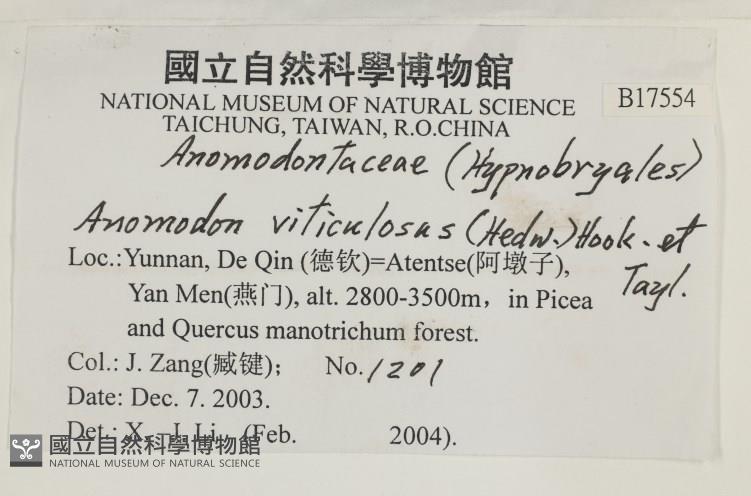 國立自然科學博物館
NATIONAL MUSEUM OF NATURAL SCIENCE
B17554
TAICHUNG, TAIWAN, R.O.CHINA
Anomodontaceae (Hypnobryales)
Anomodon viticulosus (Hedw.) Hook. et Tayl.
Loc.:Yunnan, De Qin (德钦)=Atentse(阿墩子),
Yan Men(燕门), alt. 2800-3500m，in Picea
and Quercus manotrichum forest.
Col.: J. Zang(臧键); No. 1201
Date: Dec. 7. 2003.
Det.: X. J. Li (Feb. 2004).
國立自然科學博物館
NATIONAL MUSEUM OF NATURAL SCIENCE